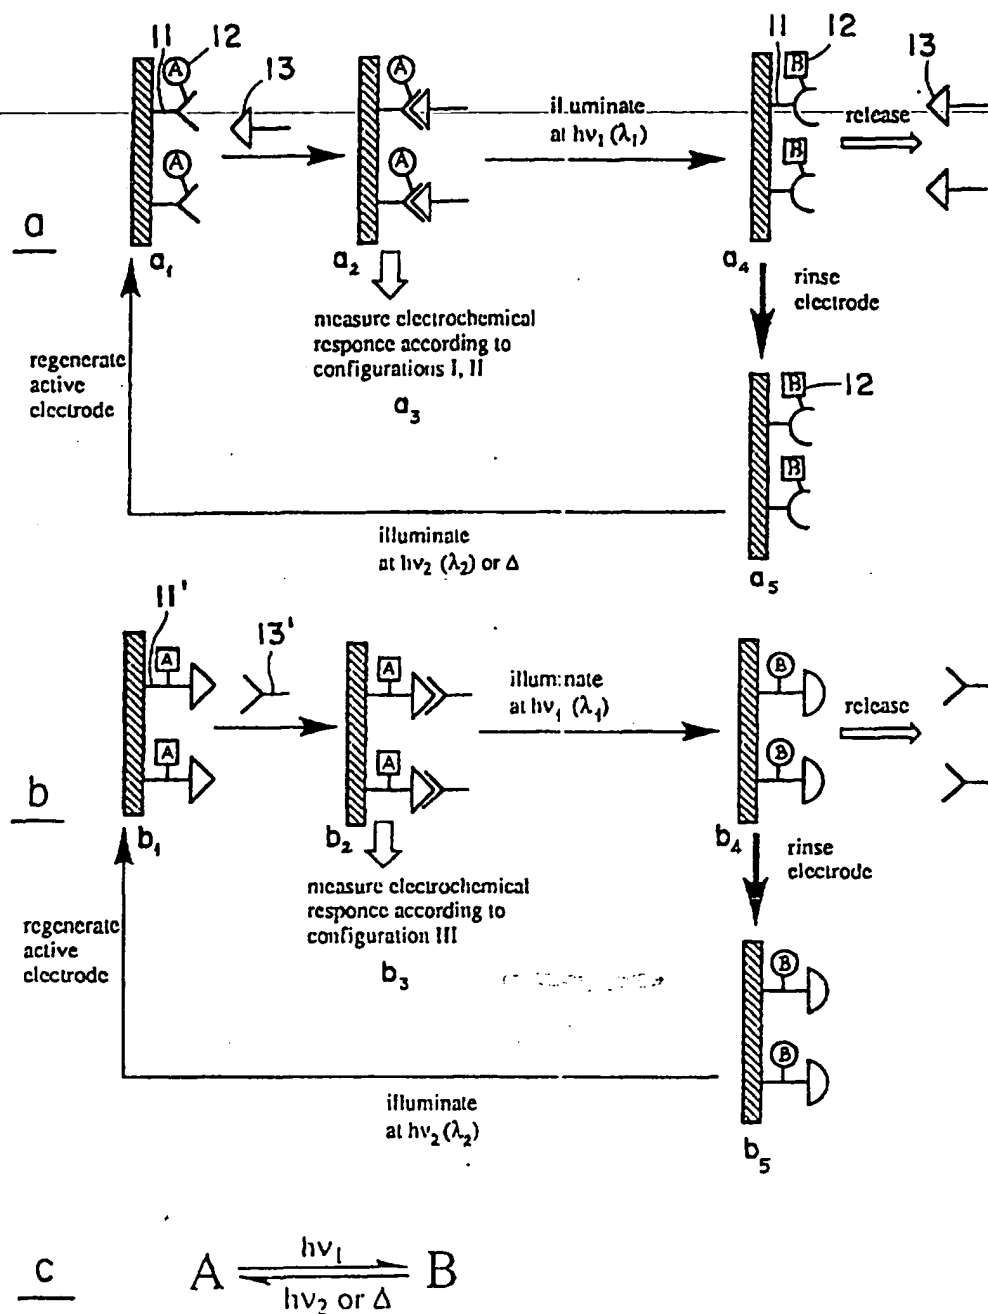 11 12
A
13
A
a
a₁
A
A
a₂
illuminate
at hν₁ (λ₁)
11 12
B
B
a₄
13
release
rinse
electrode
measure electrochemical
responce according to
configurations I, II
a₃
regenerate
active
electrode
B
12
B
a₅
illuminate
at hν₂ (λ₂) or Δ
11'
A
13'
A
b
b₁
A
A
b₂
illuminate
at hν₁ (λ₁)
B
B
b₄
release
rinse
electrode
measure electrochemical
responce according to
configuration III
b₃
regenerate
active
electrode
B
B
b₅
illuminate
at hν₂ (λ₂)
c
hν₁
A B
hν₂ or Δ